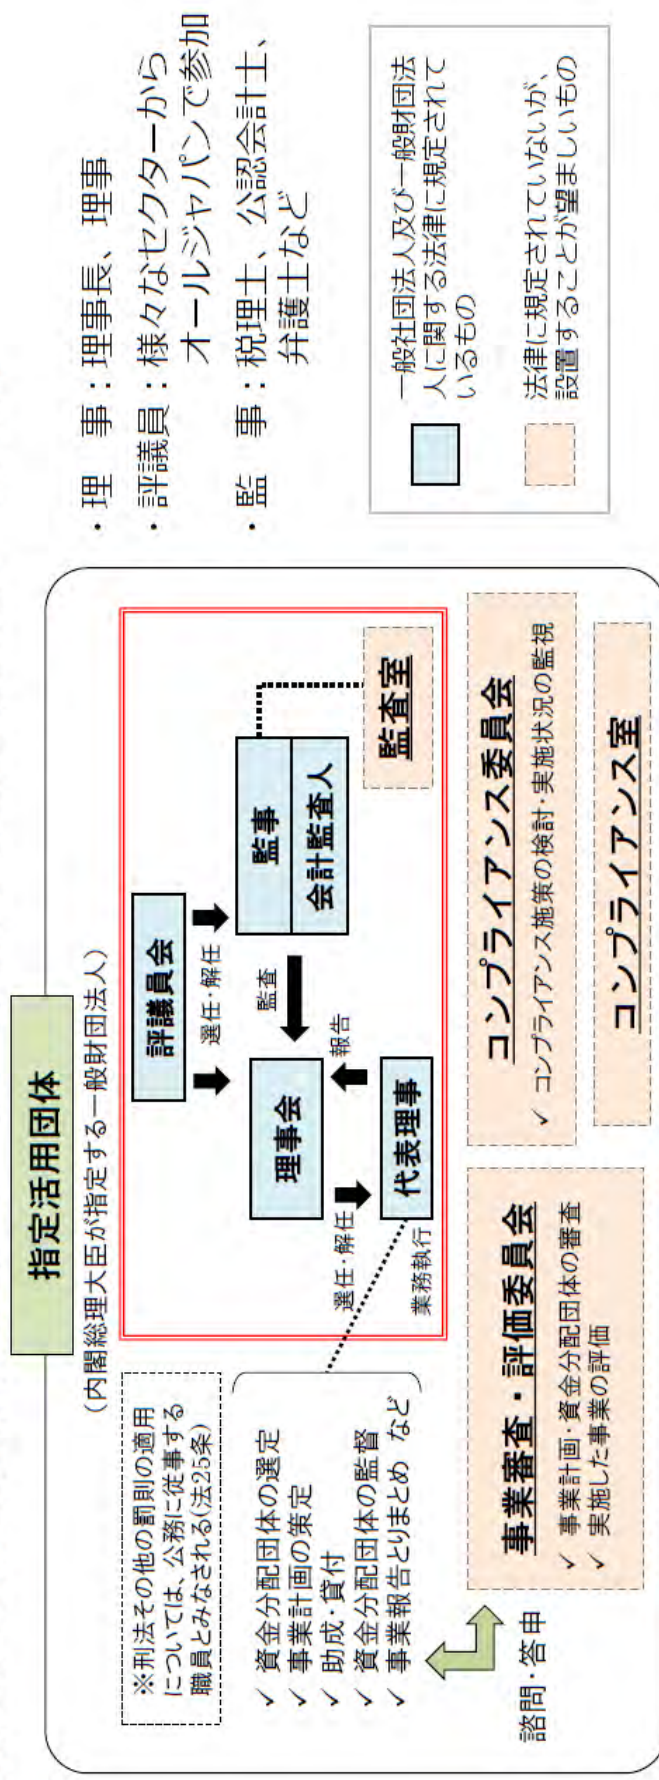 指定活用団体
(内閣総理大臣が指定する一般財団法人)
※刑法その他の罰則の適用
については、公務に従事する
職員とみなされる(法25条)
✓ 資金分配団体の選定
✓ 事業計画の策定
✓ 助成・貸付
✓ 資金分配団体の監督
✓ 事業報告とりまとめ など
諮問・答申
評議員会
選任・解任
理事会
監査
監事
会計監査人
選任・解任
報告
代表理事
業務執行
監査室
事業審査・評価委員会
✓ 事業計画・資金分配団体の審査
✓ 実施した事業の評価
コンプライアンス委員会
✓ コンプライアンス施策の検討・実施状況の監視
コンプライアンス室
・理 事：理事長、理事
・評議員：様々なセクターから
オールジャパンで参加
・監 事：税理士、公認会計士、
弁護士など
一般社団法人及び一般財団法
人に関する法律に規定されて
いるもの
法律に規定されていないが、
設置することが望ましいもの